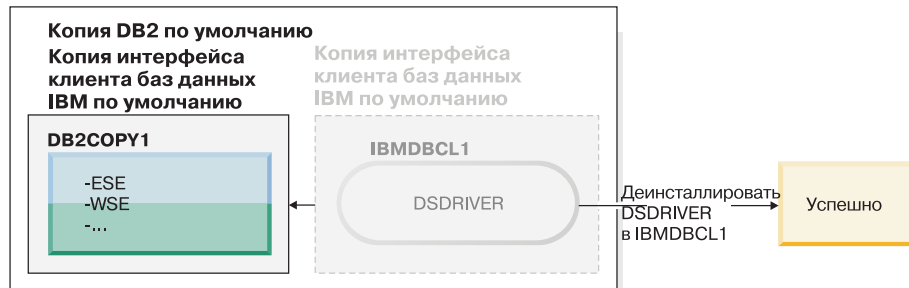 Копия DB2 по умолчанию
Копия интерфейса
клиента баз данных
IBM по умолчанию
DB2COPY1
-ESE
-WSE
-...
Копия интерфейса
клиента баз данных
IBM по умолчанию
IBMDBCL1
DSDRIVER
Деинсталлировать
DSDRIVER
в IBMDBCL1
Успешно